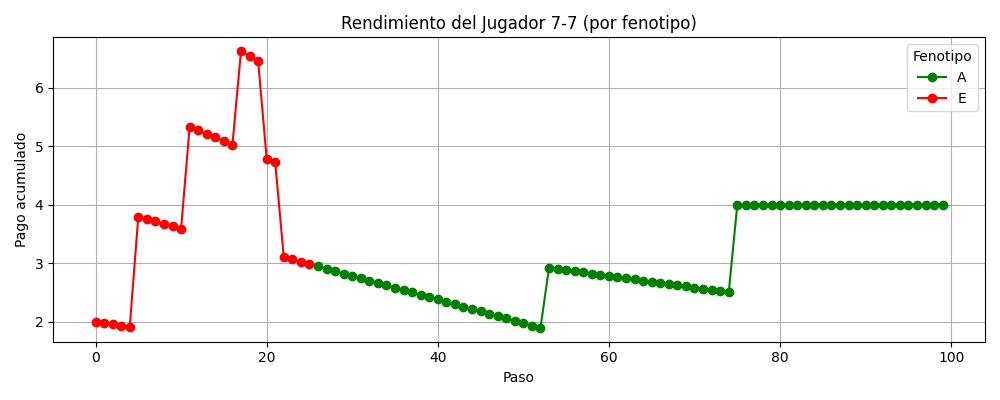 Rendimiento del Jugador 7-7 (por fenotipo)
Fenotipo
A
E
Pago acumulado
6
5
4
3
2
0 20 40 60 80 100
Paso